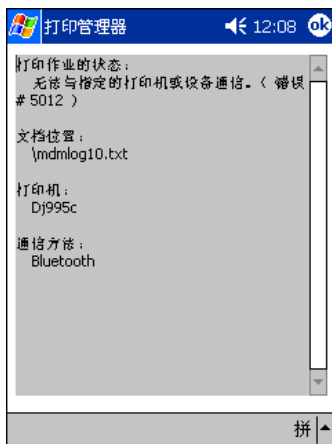 打印管理器 12:08 ok
打印作业的状态：
无法与指定的打印机或设备通信。（ 错误
# 5012 ）
文档位置：
\mdmlog10.txt
打印机：
Dj995c
通信方法：
Bluetooth
拼